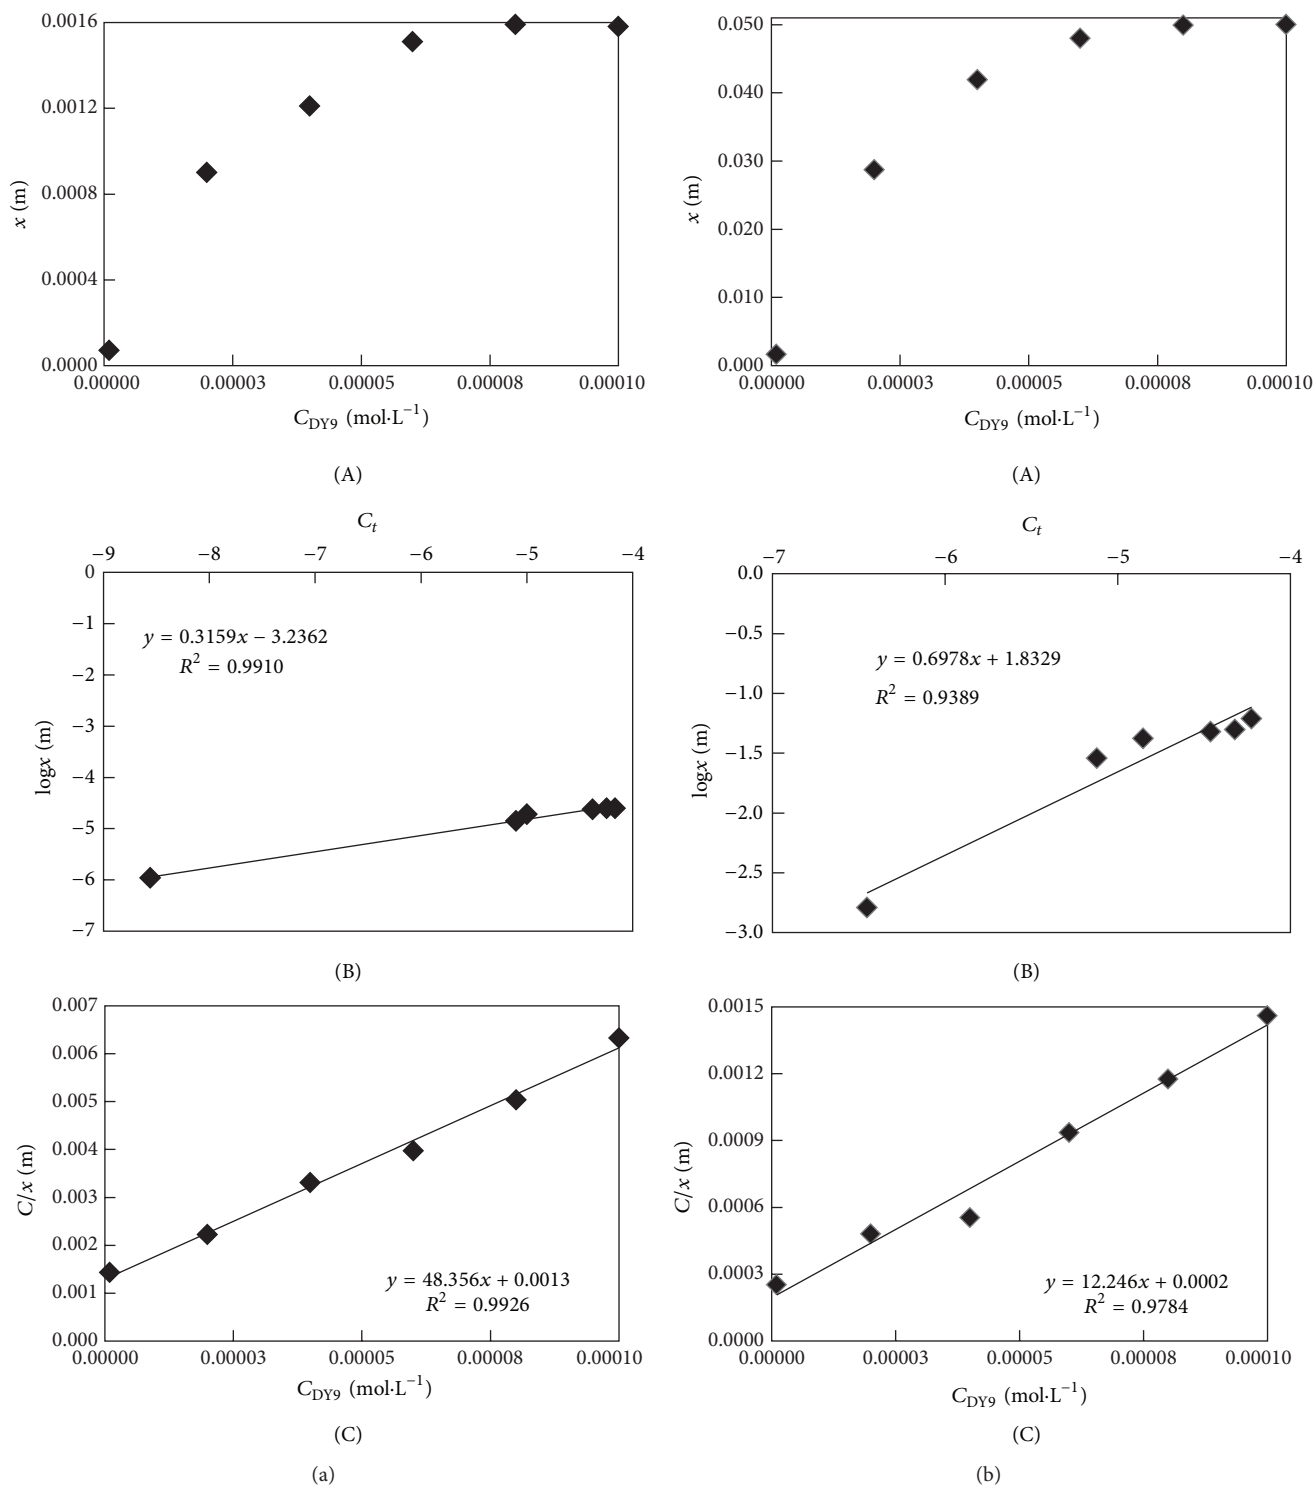 0.0016
0.0012
0.0008
0.0004
0.0000
x (m)
0.00000 0.00003 0.00005 0.00008 0.00010
C_DY9 (mol·L⁻¹)
(A)
0.050
0.040
0.030
0.020
0.010
0.000
x (m)
0.00000 0.00003 0.00005 0.00008 0.00010
C_DY9 (mol·L⁻¹)
(A)
C_t
−9 −8 −7 −6 −5 −4
0
−1
−2
−3
−4
−5
−6
−7
logx (m)
y = 0.3159x − 3.2362
R² = 0.9910
(B)
C_t
−7 −6 −5 −4
0.0
−0.5
−1.0
−1.5
−2.0
−2.5
−3.0
logx (m)
y = 0.6978x + 1.8329
R² = 0.9389
(B)
0.007
0.006
0.005
0.004
0.003
0.002
0.001
0.000
C/x (m)
y = 48.356x + 0.0013
R² = 0.9926
0.00000 0.00003 0.00005 0.00008 0.00010
C_DY9 (mol·L⁻¹)
(C)
(a)
0.0015
0.0012
0.0009
0.0006
0.0003
0.0000
C/x (m)
y = 12.246x + 0.0002
R² = 0.9784
0.00000 0.00003 0.00005 0.00008 0.00010
C_DY9 (mol·L⁻¹)
(C)
(b)